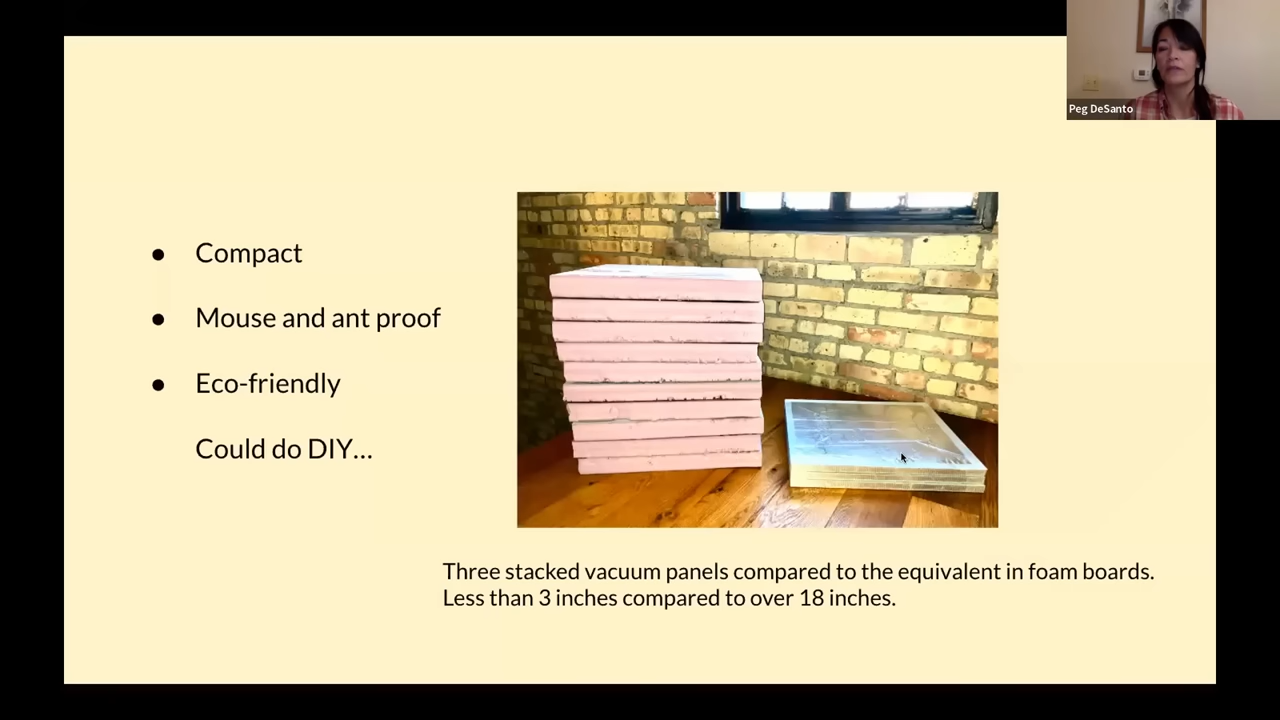 Peg DeSanto
● Compact
● Mouse and ant proof
● Eco-friendly
Could do DIY...
Three stacked vacuum panels compared to the equivalent in foam boards.
Less than 3 inches compared to over 18 inches.